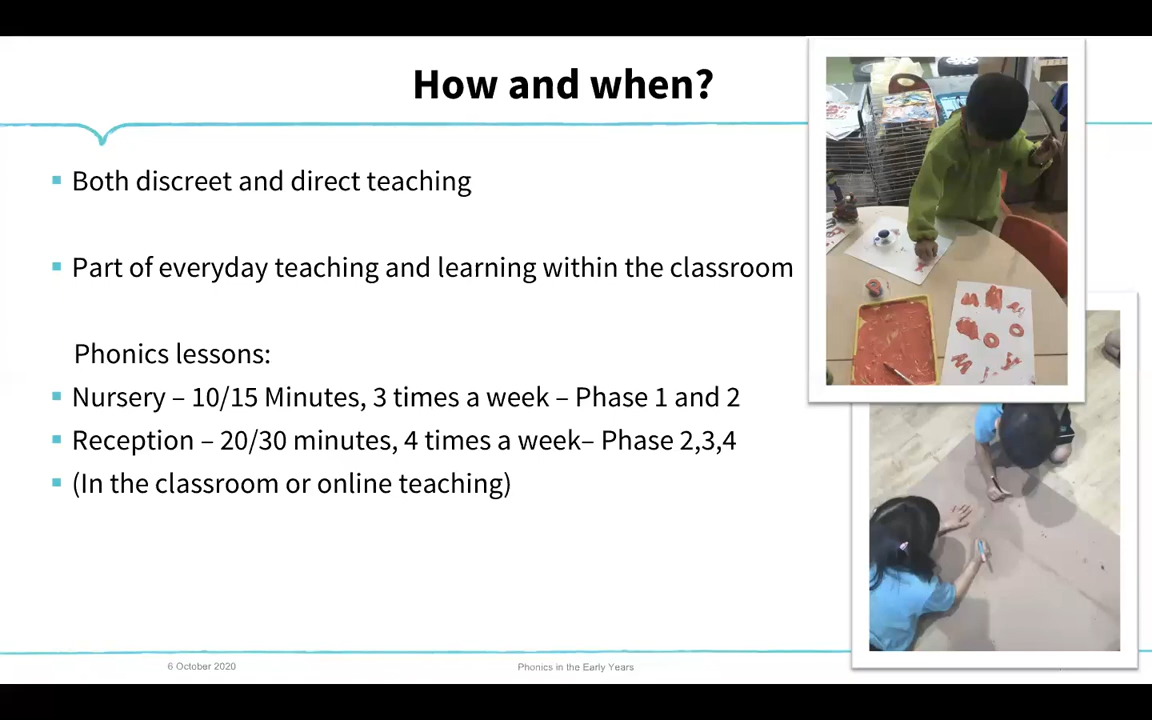 How and when?
Both discreet and direct teaching
Part of everyday teaching and learning within the classroom
Phonics lessons:
Nursery – 10/15 Minutes, 3 times a week – Phase 1 and 2
Reception – 20/30 minutes, 4 times a week– Phase 2,3,4
(In the classroom or online teaching)
6 October 2020
Phonics in the Early Years